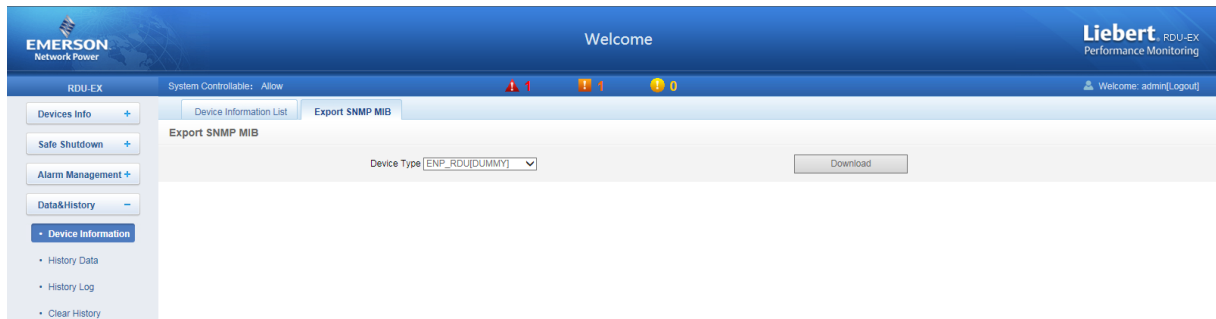 EMERSON
Network Power
Welcome
Liebert. RDU-EX
Performance Monitoring
RDU-EX
System Controllable: Allow
1
1
0
Welcome: admin[Logout]
Devices Info +
Safe Shutdown +
Alarm Management +
Data&History −
Device Information
History Data
History Log
Clear History
Device Information List
Export SNMP MIB
Export SNMP MIB
Device Type ENP_RDU[DUMMY]
Download